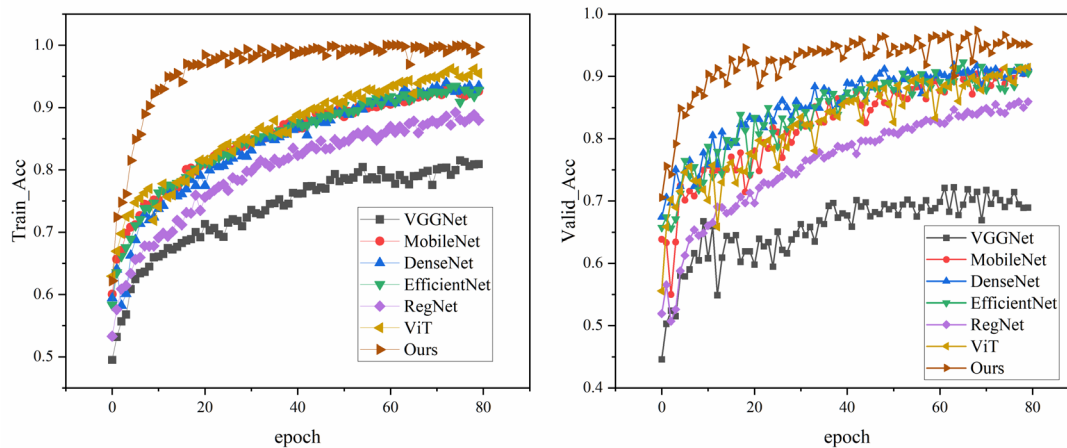 Train_Acc
1.0
0.9
0.8
0.7
0.6
0.5
0
20
40
60
80
epoch
VGGNet
MobileNet
DenseNet
EfficientNet
RegNet
ViT
Ours
Valid_Acc
1.0
0.9
0.8
0.7
0.6
0.5
0.4
0
20
40
60
80
epoch
VGGNet
MobileNet
DenseNet
EfficientNet
RegNet
ViT
Ours